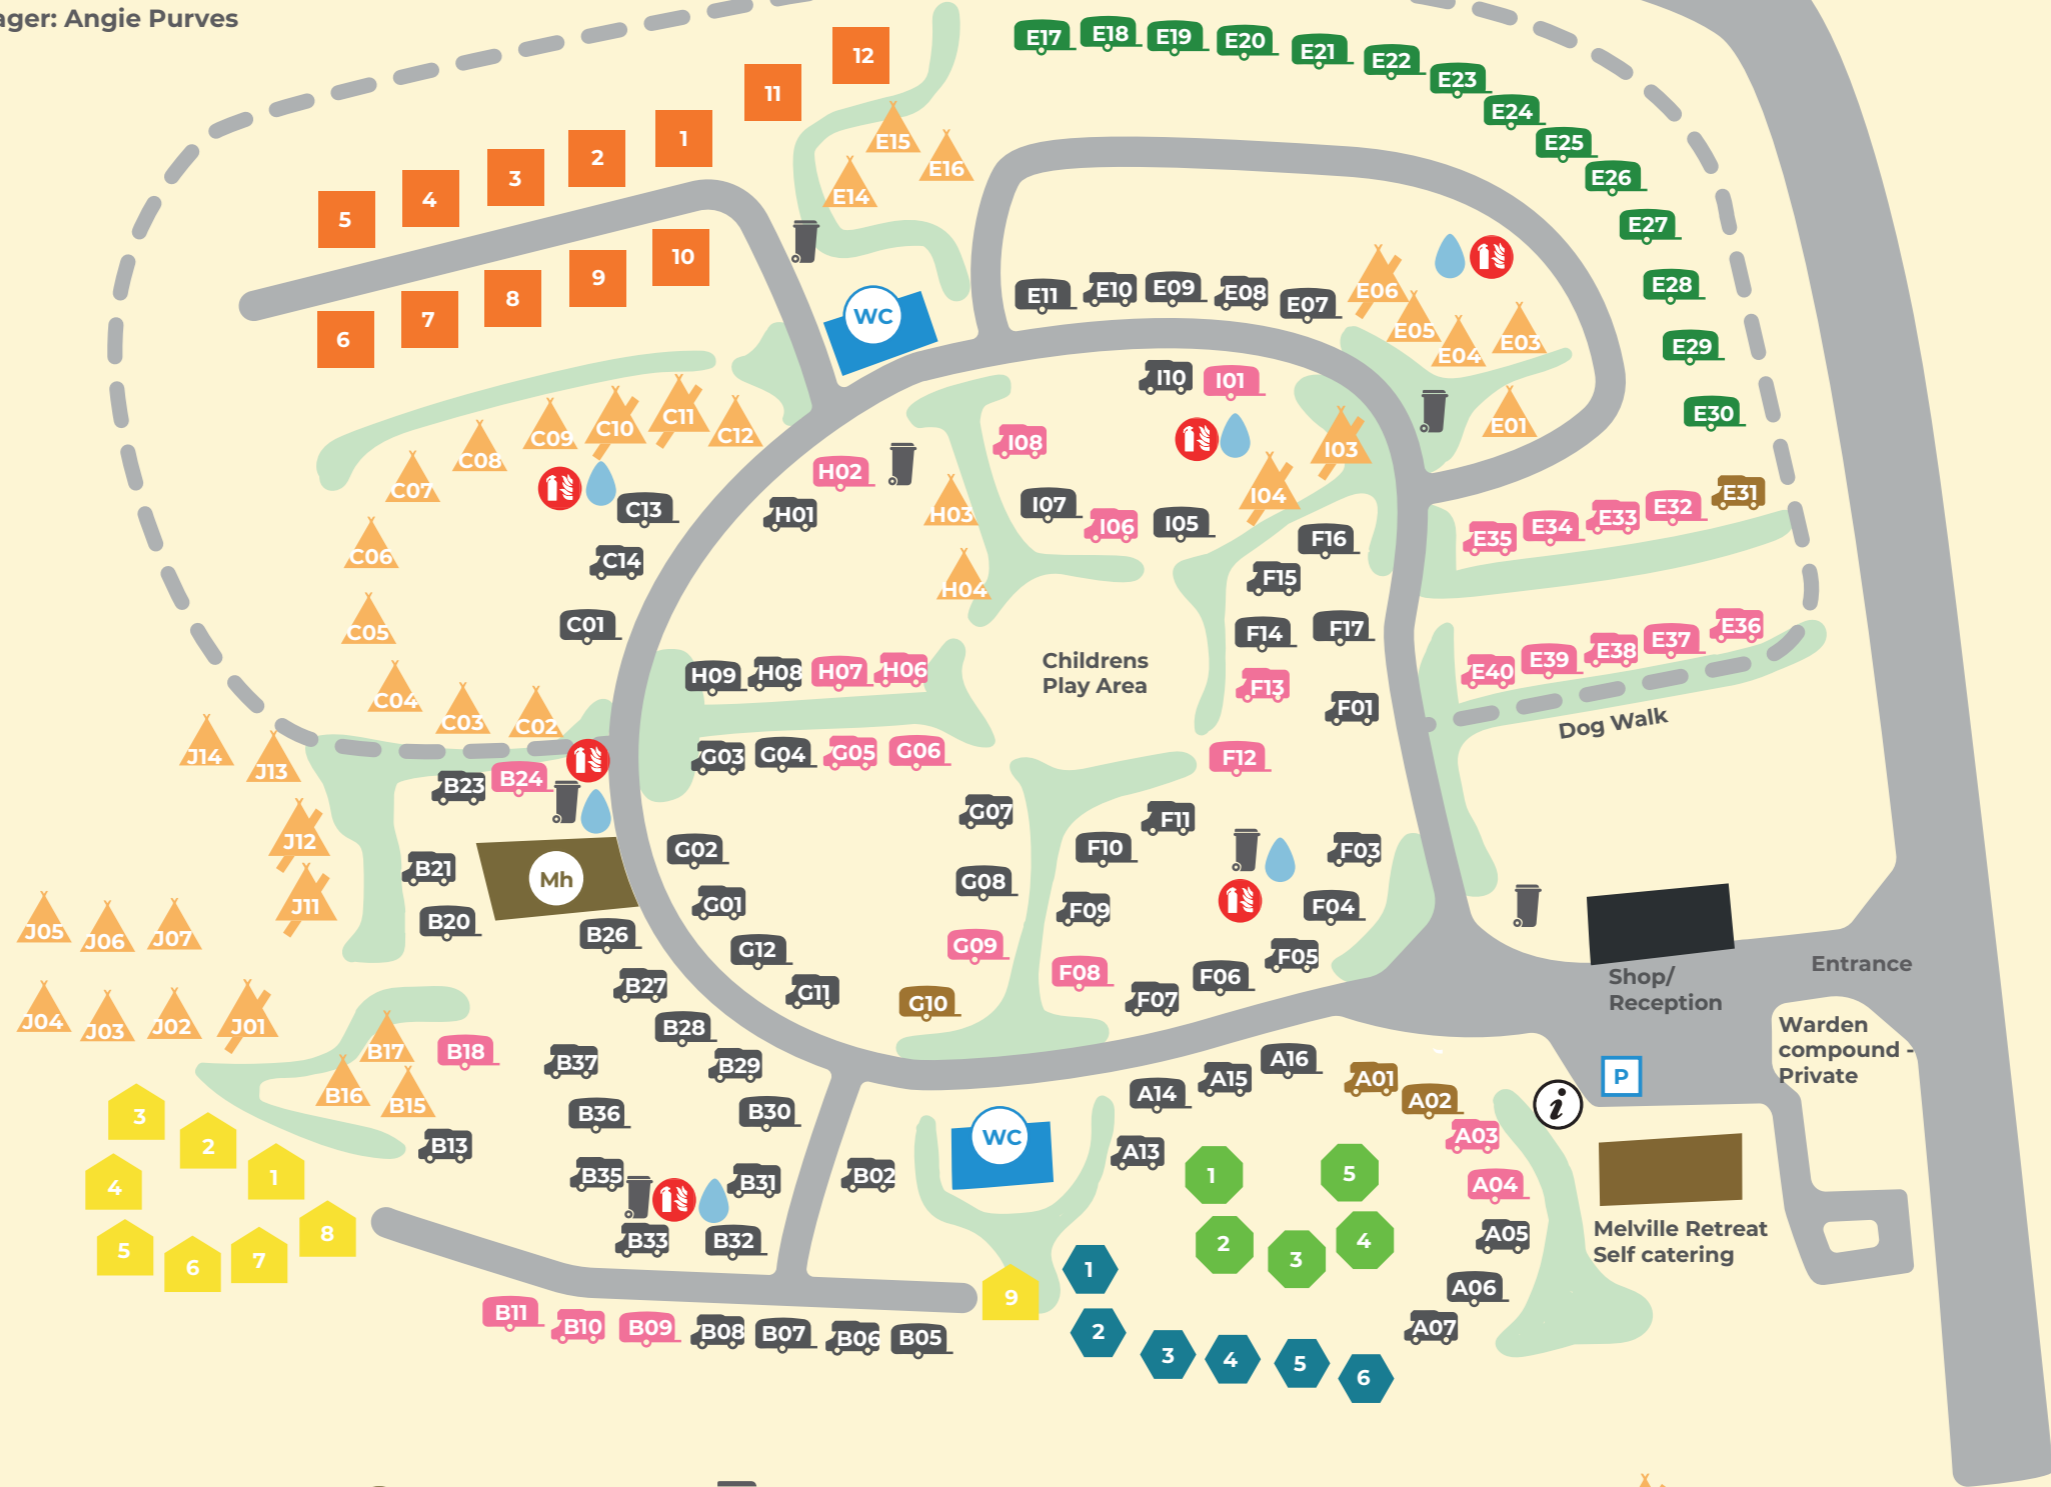 ager: Angie Purves
E17
E18
E19
E20
E21
E22
E23
E24
E25
E26
E27
E28
E29
E30
12
11
1
2
3
4
5
10
9
8
7
6
E15
E16
E14
WC
E11
E10
E09
E08
E07
E06
E05
E04
E03
E01
I10
I01
I08
I03
I04
I07
I06
I05
C12
C11
C10
C09
C08
C07
C06
C05
C04
C03
C02
C13
C14
C01
H02
H01
H03
H04
E35
E34
E33
E32
E31
F16
F15
F14
F17
F13
F01
F12
E40
E39
E38
E37
E36
Dog Walk
Childrens
Play Area
H09
H08
H07
H06
G03
G04
G05
G06
J14
J13
J12
J11
B23
B24
B21
B20
Mh
B26
B27
B28
B29
B30
B31
B32
B33
B35
B36
B37
G02
G01
G12
G11
G07
G08
G09
G10
F11
F10
F09
F08
F07
F06
F05
F04
F03
J05
J06
J07
J04
J03
J02
J01
B17
B16
B15
B18
B13
Shop/
Reception
Entrance
Warden
compound -
Private
P
i
A16
A15
A14
A13
A01
A02
A03
A04
A05
A06
A07
WC
B02
3
2
1
4
5
6
7
8
1
5
2
3
4
Melville Retreat
Self catering
9
1
2
3
4
5
6
B11
B10
B09
B08
B07
B06
B05